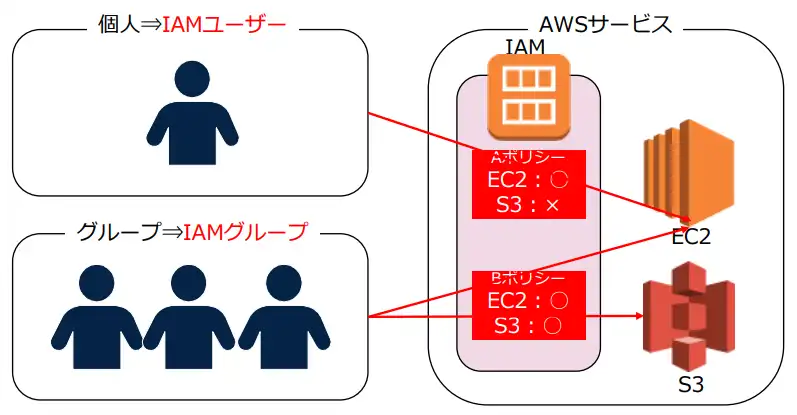 個人⇒IAMユーザー
AWSサービス
IAM
Aポリシー
EC2：○
S3：×
EC2
グループ⇒IAMグループ
Bポリシー
EC2：○
S3：○
S3